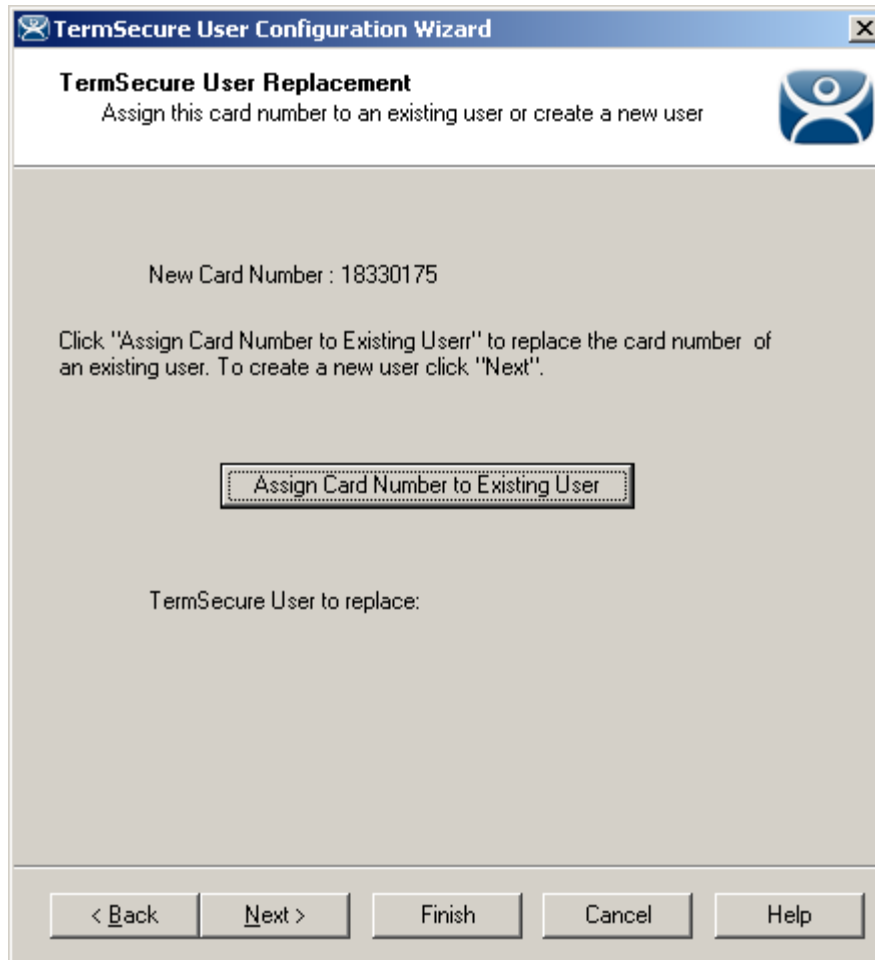 TermSecure User Configuration Wizard
TermSecure User Replacement
Assign this card number to an existing user or create a new user
New Card Number : 18330175
Click "Assign Card Number to Existing Userr" to replace the card number  of
an existing user. To create a new user click "Next".
Assign Card Number to Existing User
TermSecure User to replace:
< Back Next > Finish Cancel Help